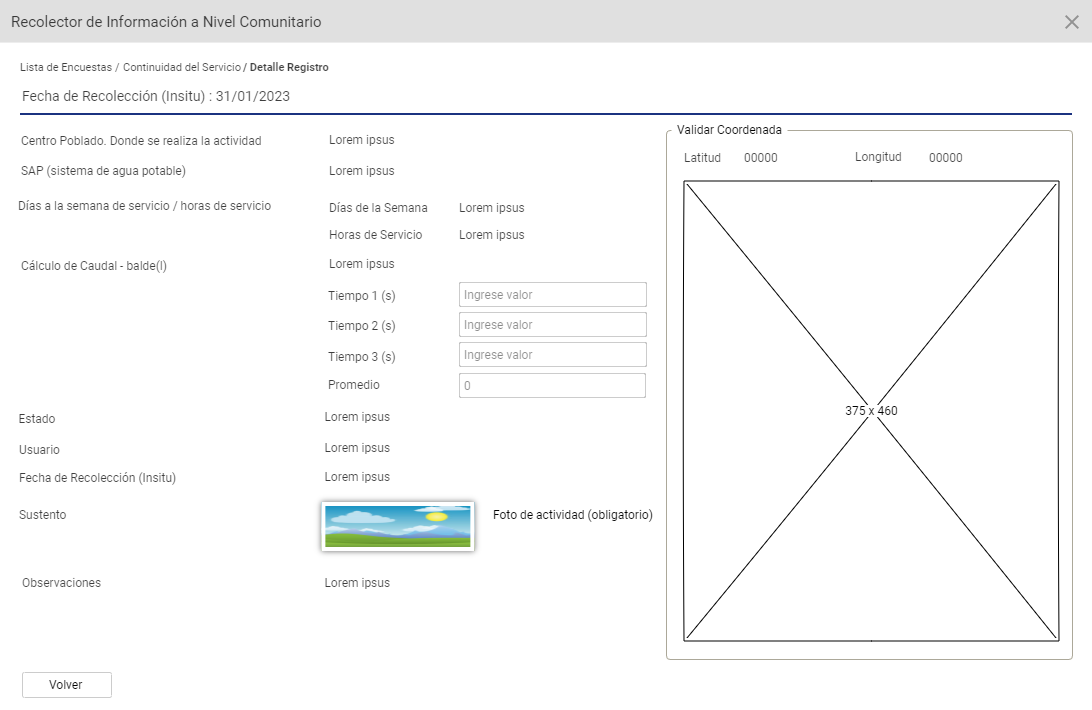 Recolector de Información a Nivel Comunitario
Lista de Encuestas / Continuidad del Servicio / Detalle Registro
Fecha de Recolección (Insitu) : 31/01/2023
Centro Poblado. Donde se realiza la actividad
Lorem ipsus
SAP (sistema de agua potable)
Lorem ipsus
Días a la semana de servicio / horas de servicio
Días de la Semana
Lorem ipsus
Horas de Servicio
Lorem ipsus
Cálculo de Caudal - balde(l)
Lorem ipsus
Tiempo 1 (s)
Ingrese valor
Tiempo 2 (s)
Ingrese valor
Tiempo 3 (s)
Ingrese valor
Promedio
0
Estado
Lorem ipsus
Usuario
Lorem ipsus
Fecha de Recolección (Insitu)
Lorem ipsus
Sustento
Foto de actividad (obligatorio)
Observaciones
Lorem ipsus
Validar Coordenada
Latitud
00000
Longitud
00000
375 x 460
Volver